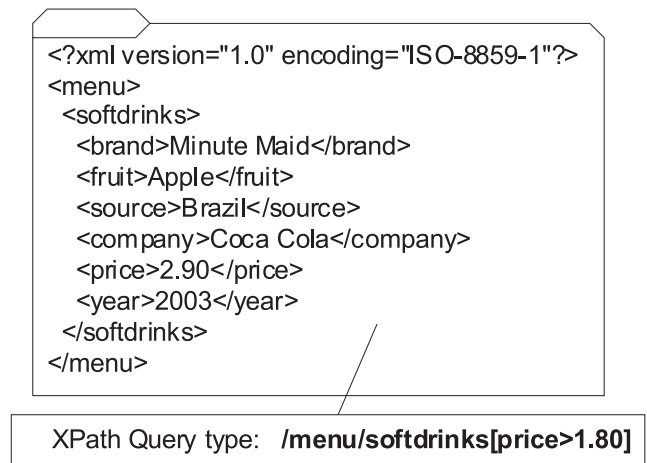 <?xml version="1.0" encoding="ISO-8859-1"?>
<menu>
<softdrinks>
<brand>Minute Maid</brand>
<fruit>Apple</fruit>
<source>Brazil</source>
<company>Coca Cola</company>
<price>2.90</price>
<year>2003</year>
</softdrinks>
</menu>
XPath Query type: /menu/softdrinks[price>1.80]